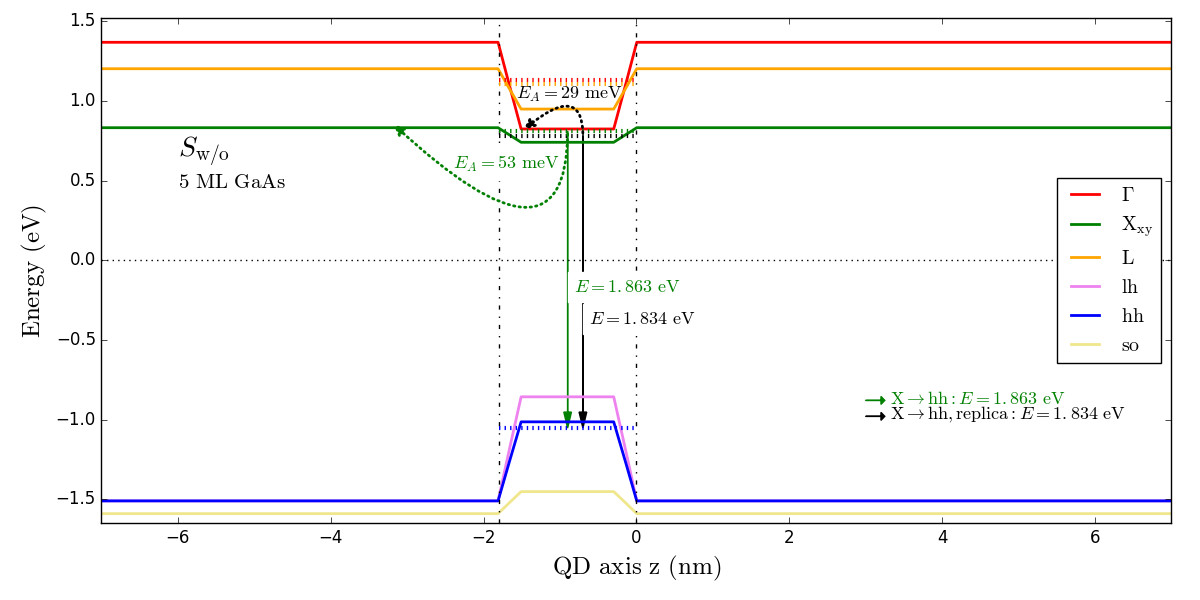 1.5
1.0
0.5
0.0
−0.5
−1.0
−1.5
Energy (eV)
−6
−4
−2
0
2
4
6
QD axis z (nm)
S_w/o
5 ML GaAs
E_A = 29 meV
E_A = 53 meV
E = 1.863 eV
E = 1.834 eV
Γ
X_xy
L
lh
hh
so
X → hh : E = 1.863 eV
X → hh, replica : E = 1.834 eV